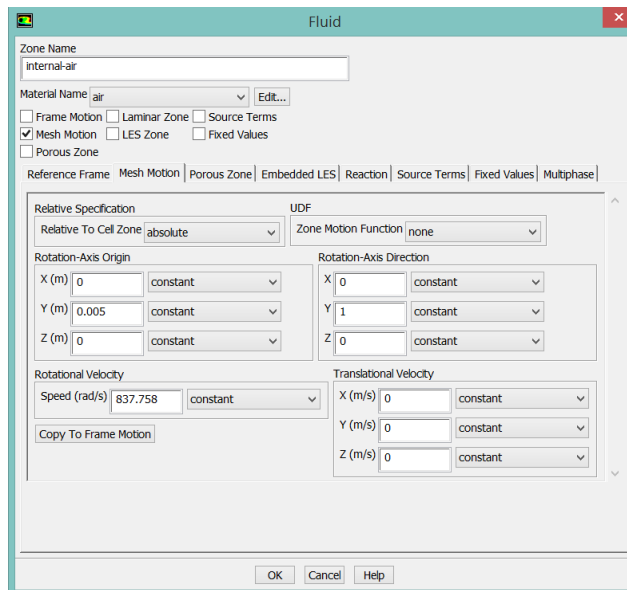 Fluid
Zone Name
internal-air
Material Name air Edit...
Frame Motion Laminar Zone Source Terms
Mesh Motion LES Zone Fixed Values
Porous Zone
Reference Frame Mesh Motion Porous Zone Embedded LES Reaction Source Terms Fixed Values Multiphase
Relative Specification UDF
Relative To Cell Zone absolute Zone Motion Function none
Rotation-Axis Origin Rotation-Axis Direction
X (m) 0 constant X 0 constant
Y (m) 0.005 constant Y 1 constant
Z (m) 0 constant Z 0 constant
Rotational Velocity Translational Velocity
Speed (rad/s) 837.758 constant X (m/s) 0 constant
Copy To Frame Motion Y (m/s) 0 constant
Z (m/s) 0 constant
OK Cancel Help